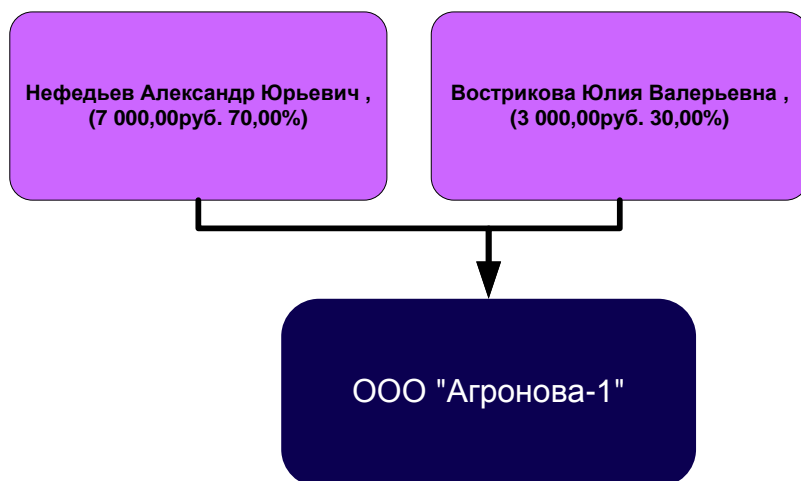 Нефедьев Александр Юрьевич ,
(7 000,00руб. 70,00%)
Вострикова Юлия Валерьевна ,
(3 000,00руб. 30,00%)
ООО "Агронова-1"